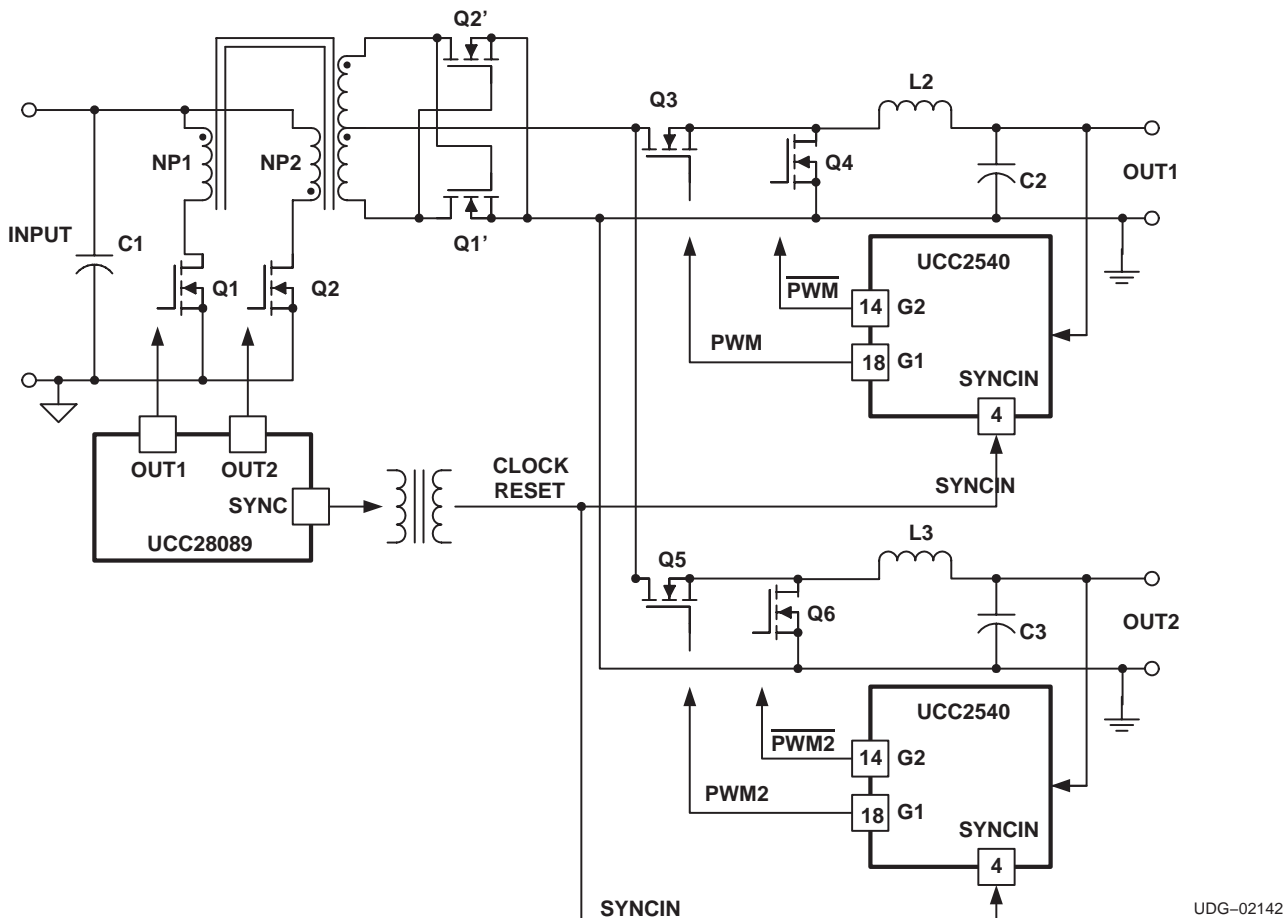 Q2'
Q3
L2
NP1
NP2
Q4
C2
OUT1
INPUT
C1
Q1'
UCC2540
Q1
Q2
PWM
14
G2
PWM
18
G1
SYNCIN
4
OUT1
OUT2
CLOCK
RESET
SYNCIN
SYNC
UCC28089
L3
Q5
Q6
C3
OUT2
UCC2540
PWM2
14
G2
PWM2
18
G1
SYNCIN
4
SYNCIN
UDG–02142